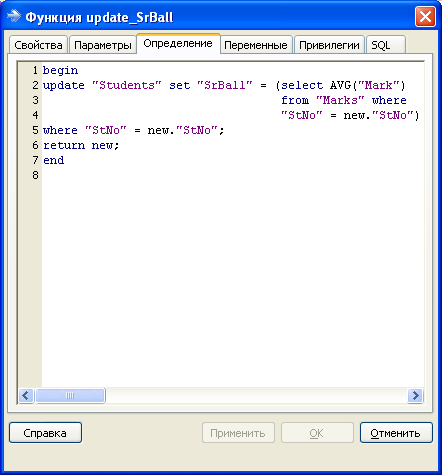 Функция update_SrBall
Свойства Параметры Определение Переменные Привилегии SQL
1 begin
2 update "Students" set "SrBall" = (select AVG("Mark")
3 from "Marks" where
4 "StNo" = new."StNo")
5 where "StNo" = new."StNo";
6 return new;
7 end
8
Справка Применить OK Отменить